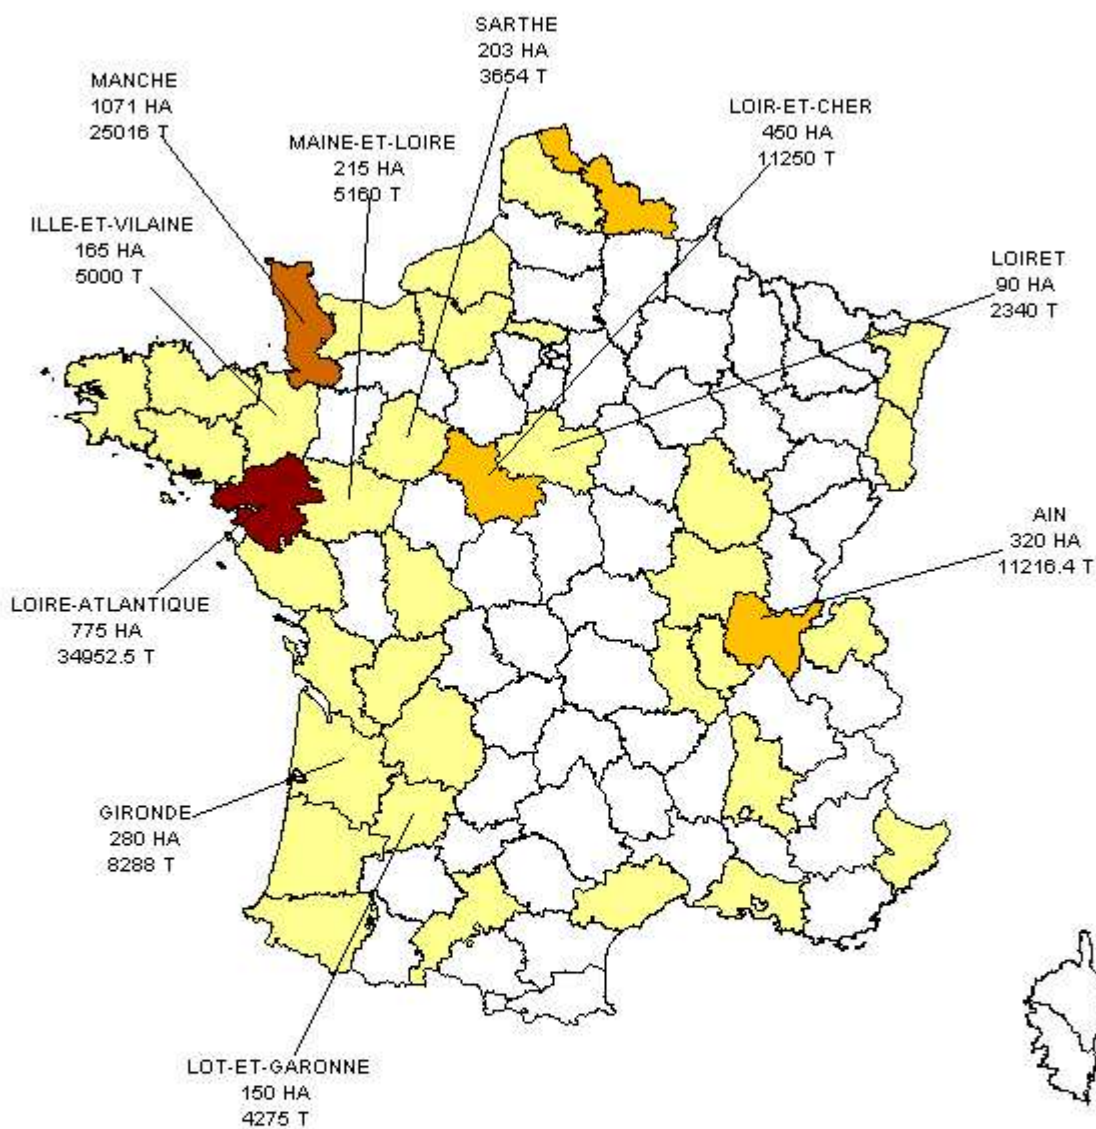 SARTHE
203 HA
3654 T
MANCHE
1071 HA
25016 T
LOIR-ET-CHER
450 HA
11250 T
MAINE-ET-LOIRE
215 HA
5160 T
ILLE-ET-VILAINE
165 HA
5000 T
LOIRET
90 HA
2340 T
AIN
320 HA
11216.4 T
LOIRE-ATLANTIQUE
775 HA
34952.5 T
GIRONDE
280 HA
8288 T
LOT-ET-GARONNE
150 HA
4275 T